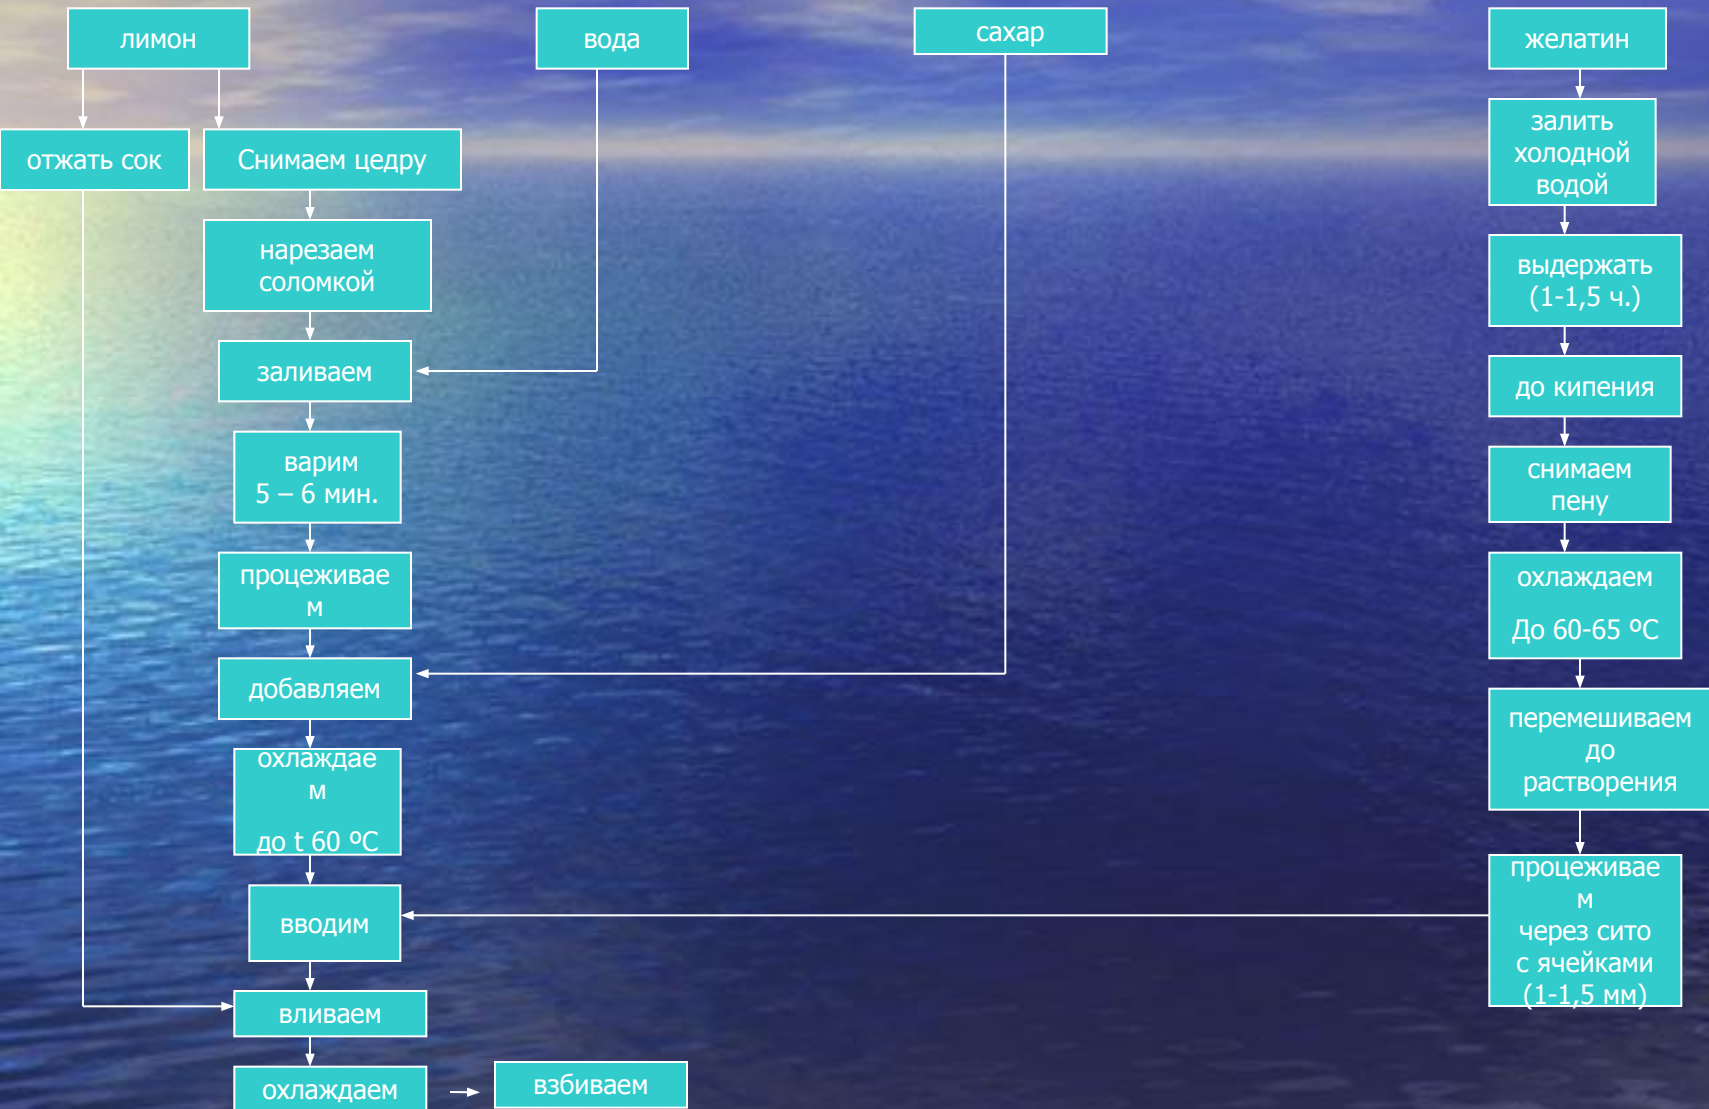 лимон
вода
сахар
желатин
отжать сок
Снимаем цедру
залить
холодной
водой
нарезаем
соломкой
выдержать
(1-1,5 ч.)
заливаем
до кипения
варим
5 – 6 мин.
снимаем
пену
процеживае
м
охлаждаем
До 60-65 ºС
добавляем
перемешиваем
до
растворения
охлаждае
м
до t 60 ºС
процеживае
м
через сито
с ячейками
(1-1,5 мм)
вводим
вливаем
охлаждаем
взбиваем